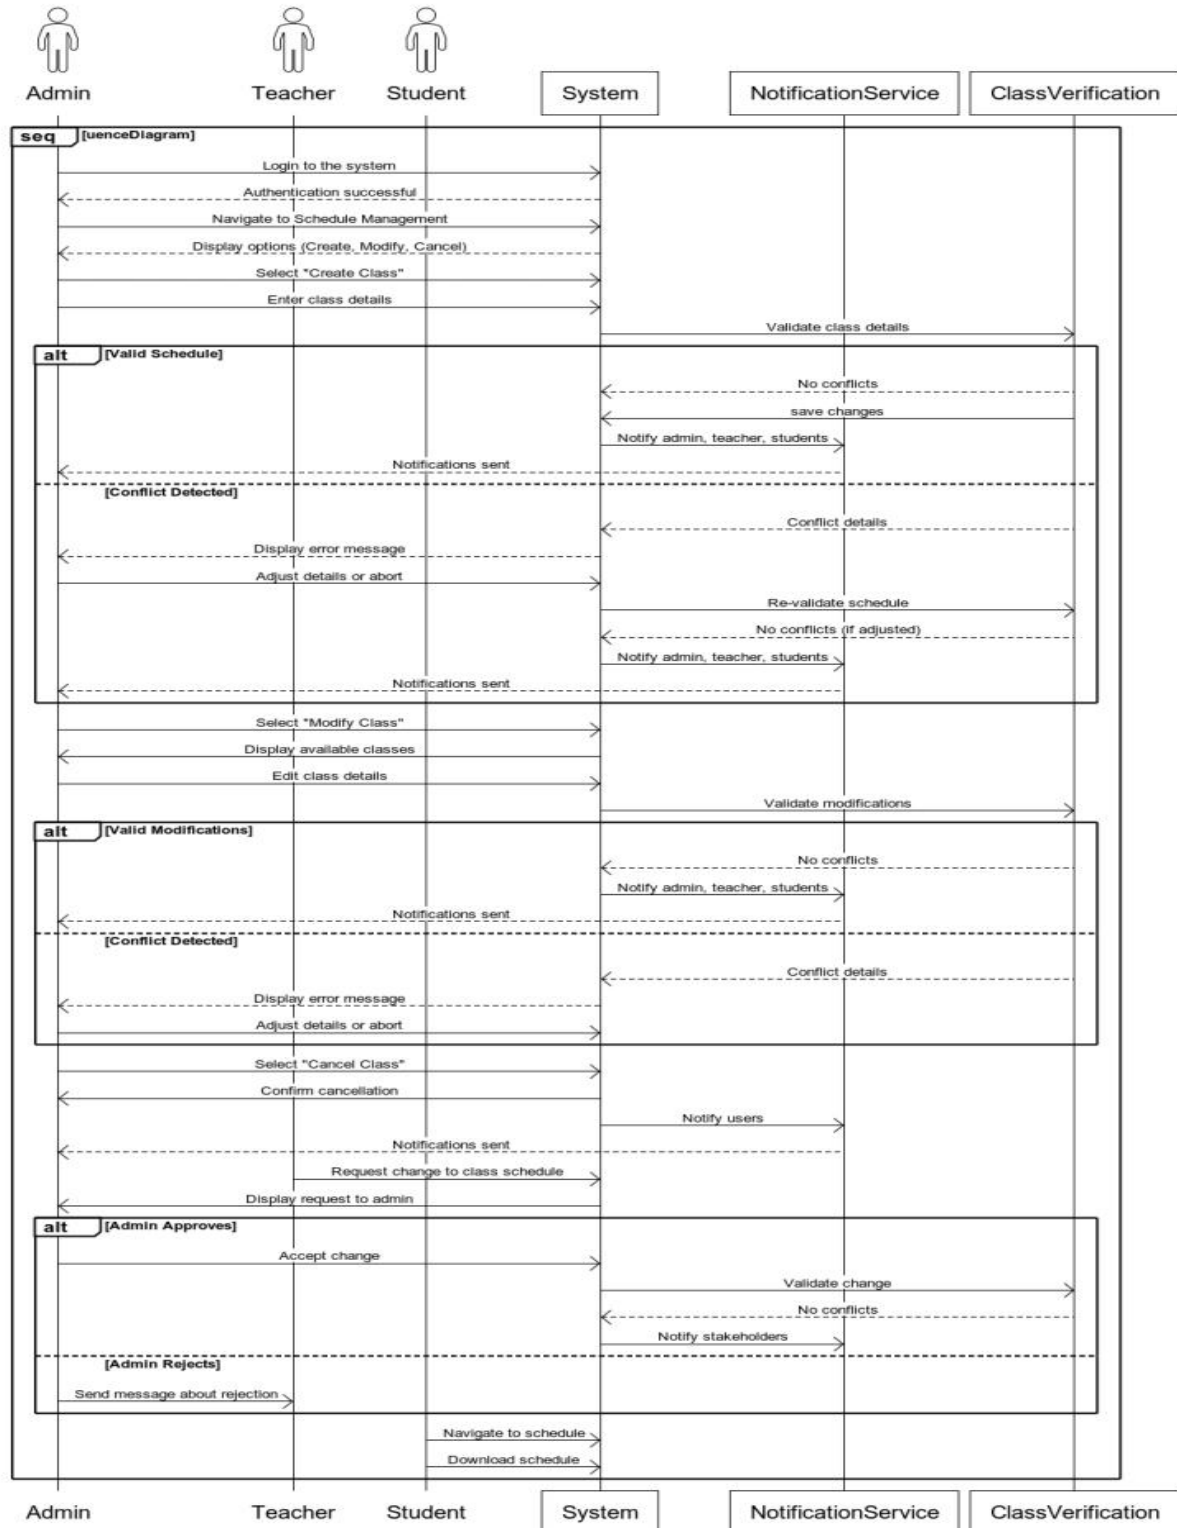 Admin
Teacher
Student
System
NotificationService
ClassVerification
seq
[uenceDiagram]
Login to the system
Authentication successful
Navigate to Schedule Management
Display options (Create, Modify, Cancel)
Select "Create Class"
Enter class details
Validate class details
alt
[Valid Schedule]
No conflicts
save changes
Notify admin, teacher, students
Notifications sent
[Conflict Detected]
Conflict details
Display error message
Adjust details or abort
Re-validate schedule
No conflicts (if adjusted)
Notify admin, teacher, students
Notifications sent
Select "Modify Class"
Display available classes
Edit class details
Validate modifications
alt
[Valid Modifications]
No conflicts
Notify admin, teacher, students
Notifications sent
[Conflict Detected]
Conflict details
Display error message
Adjust details or abort
Select "Cancel Class"
Confirm cancellation
Notify users
Notifications sent
Request change to class schedule
Display request to admin
alt
[Admin Approves]
Accept change
Validate change
No conflicts
Notify stakeholders
[Admin Rejects]
Send message about rejection
Navigate to schedule
Download schedule
Admin
Teacher
Student
System
NotificationService
ClassVerification